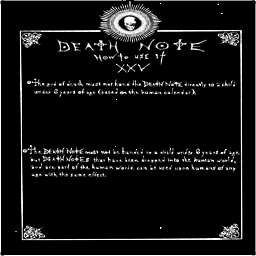 DEATH NOTE
HOW to USE It
XXV
The god of death must not hand the DEATH NOTE directly to a child
under 6 years of age (based on the human calendar).
The DEATH NOTE must not be handed to a child under 6 years of age,
but DEATH NOTES that have been dropped into the human world,
and are part of the human world, can be used upon humans of any
age with the same effect.